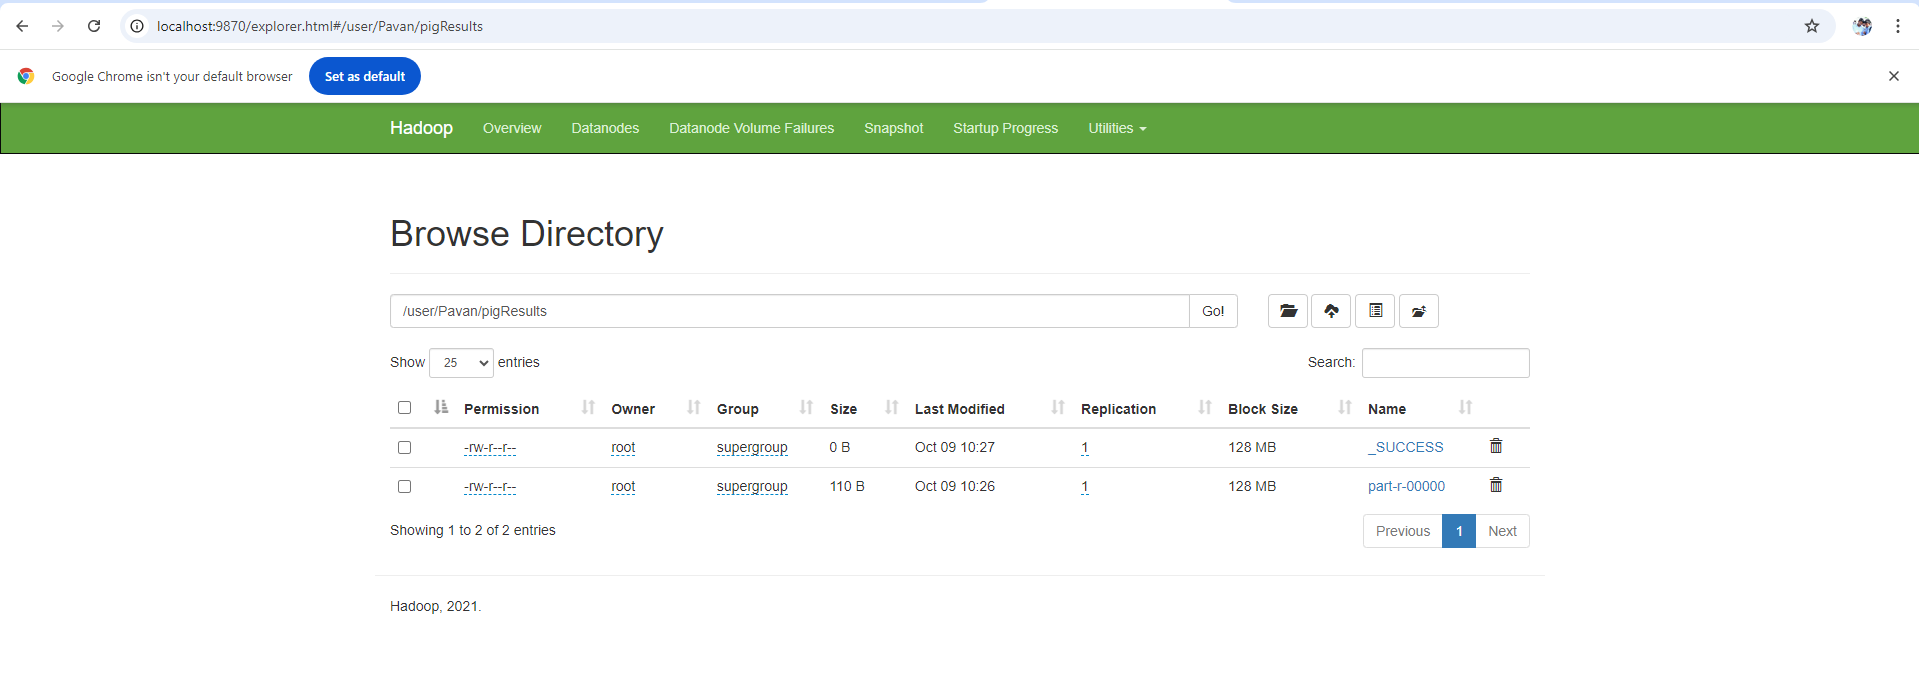 localhost:9870/explorer.html#/user/Pavan/pigResults
Google Chrome isn't your default browser Set as default
Hadoop Overview Datanodes Datanode Volume Failures Snapshot Startup Progress Utilities
Browse Directory
/user/Pavan/pigResults Go!
Show 25 entries Search:
Permission Owner Group Size Last Modified Replication Block Size Name
-rw-r--r-- root supergroup 0 B Oct 09 10:27 1 128 MB _SUCCESS
-rw-r--r-- root supergroup 110 B Oct 09 10:26 1 128 MB part-r-00000
Showing 1 to 2 of 2 entries Previous 1 Next
Hadoop, 2021.